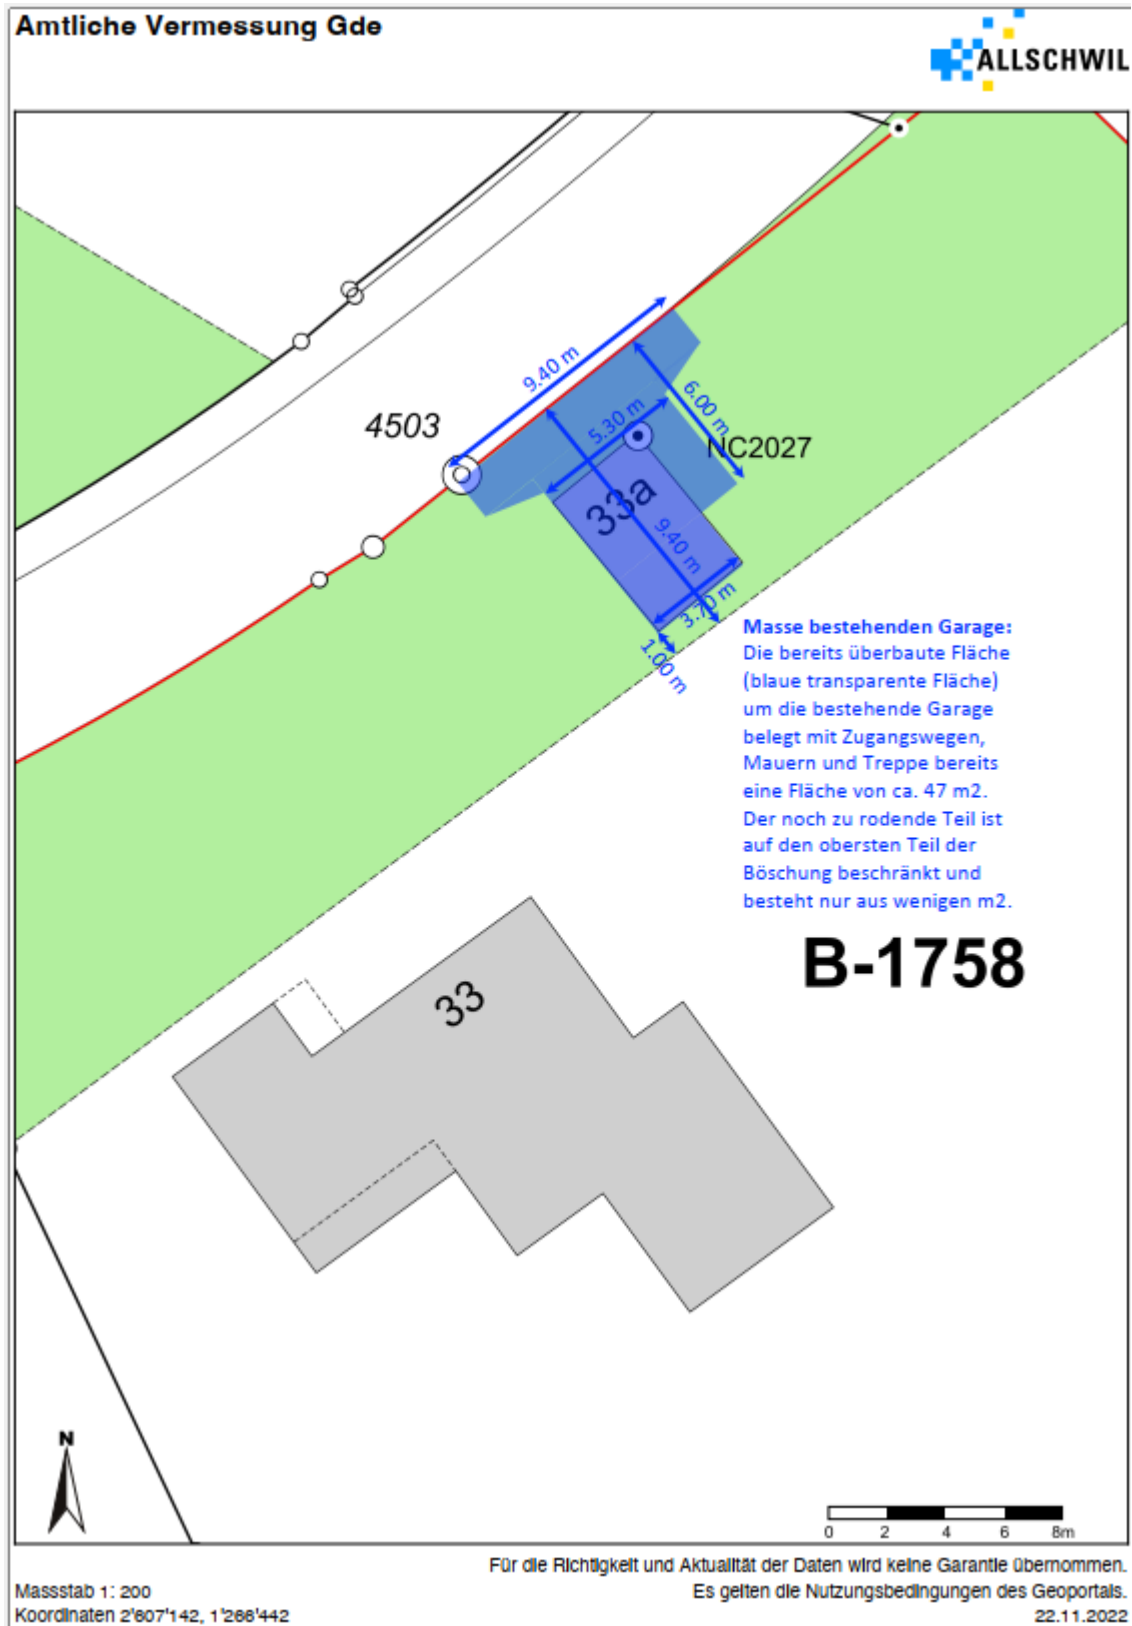 Amtliche Vermessung Gde
ALLSCHWIL
9.40 m
4503
5.30 m
6.00 m
NC2027
33a
9.40 m
3.70 m
1.00 m
Masse bestehenden Garage:
Die bereits überbaute Fläche
(blaue transparente Fläche)
um die bestehende Garage
belegt mit Zugangswegen,
Mauern und Treppe bereits
eine Fläche von ca. 47 m2.
Der noch zu rodende Teil ist
auf den obersten Teil der
Böschung beschränkt und
besteht nur aus wenigen m2.
B-1758
33
N
0 2 4 6 8m
Für die Richtigkeit und Aktualität der Daten wird keine Garantie übernommen.
Massstab 1: 200
Es gelten die Nutzungsbedingungen des Geoportals.
Koordinaten 2'607'142, 1'266'442
22.11.2022